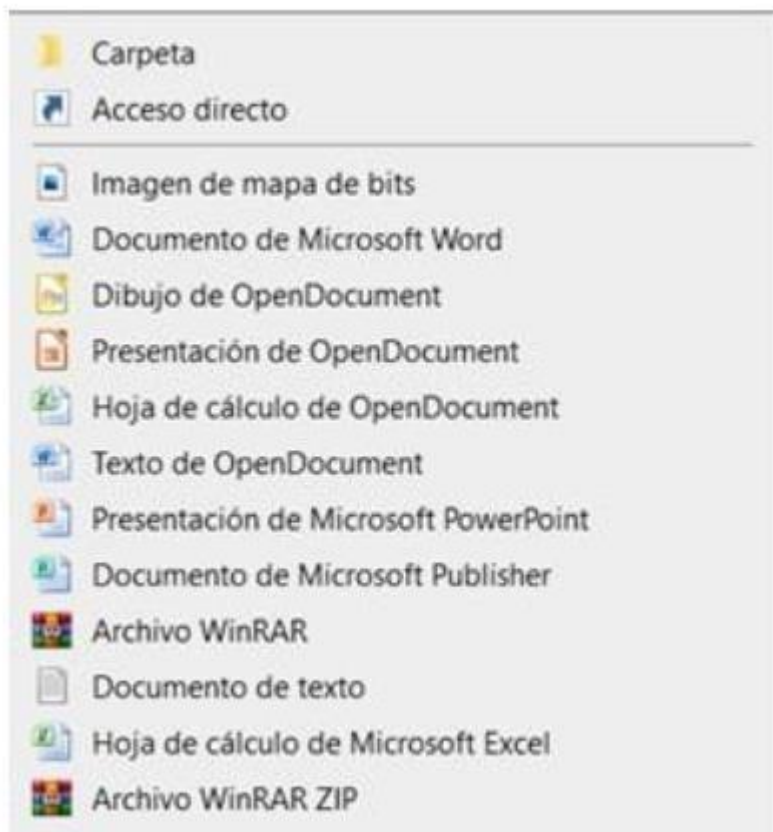 Carpeta
Acceso directo
Imagen de mapa de bits
Documento de Microsoft Word
Dibujo de OpenDocument
Presentación de OpenDocument
Hoja de cálculo de OpenDocument
Texto de OpenDocument
Presentación de Microsoft PowerPoint
Documento de Microsoft Publisher
Archivo WinRAR
Documento de texto
Hoja de cálculo de Microsoft Excel
Archivo WinRAR ZIP